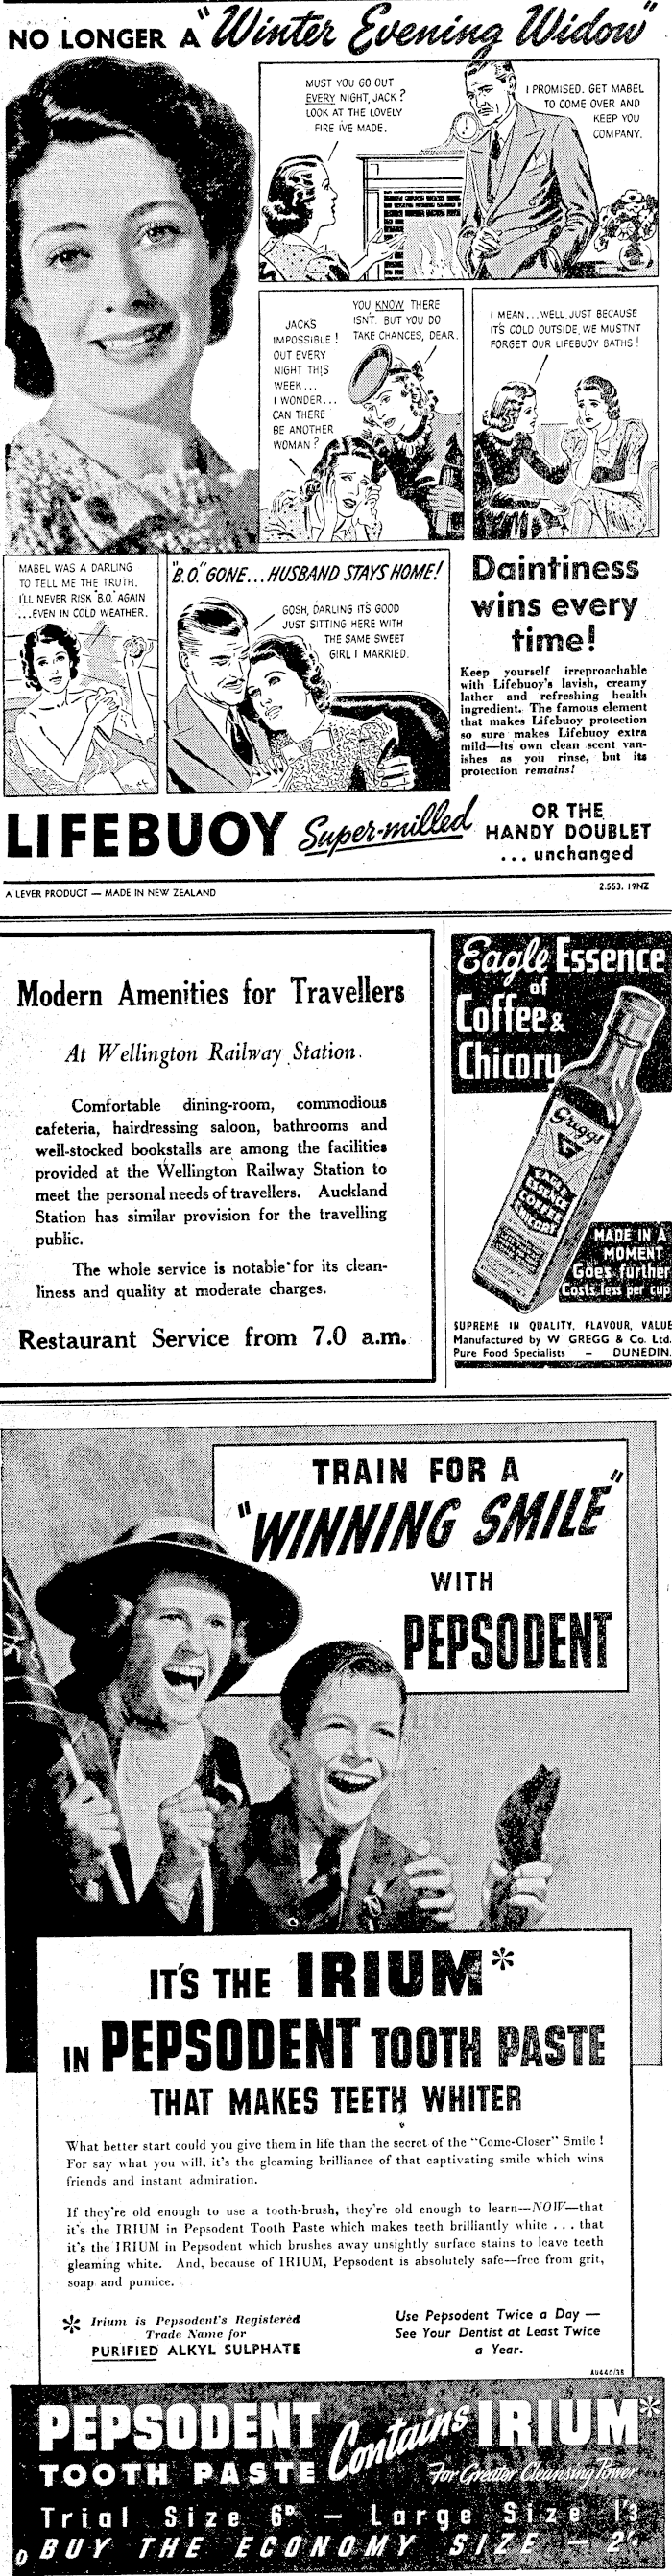 NO LONGER A "Winter Evening Widow"
MUST YOU GO OUT
EVERY NIGHT, JACK?
LOOK AT THE LOVELY
FIRE I'VE MADE.
I PROMISED. GET MABEL
TO COME OVER AND
KEEP YOU
COMPANY.
JACK'S
IMPOSSIBLE!
OUT EVERY
NIGHT THIS
WEEK...
I WONDER...
CAN THERE
BE ANOTHER
WOMAN?
YOU KNOW THERE
ISN'T. BUT YOU DO
TAKE CHANCES, DEAR.
I MEAN... WELL, JUST BECAUSE
IT'S COLD OUTSIDE, WE MUSTN'T
FORGET OUR LIFEBUOY BATHS!
MABEL WAS A DARLING
TO TELL ME THE TRUTH.
I'LL NEVER RISK "B.O." AGAIN
...EVEN IN COLD WEATHER.
"B.O." GONE...HUSBAND STAYS HOME!
GOSH, DARLING IT'S GOOD
JUST SITTING HERE WITH
THE SAME SWEET
GIRL I MARRIED.
Daintiness
wins every
time!
Keep yourself irreproachable
with Lifebuoy's lavish, creamy
lather and refreshing health
ingredient. The famous element
that makes Lifebuoy protection
so sure makes Lifebuoy extra
mild—its own clean scent van-
ishes as you rinse, but its
protection remains!
LIFEBUOY Super-milled
OR THE
HANDY DOUBLET
... unchanged
A LEVER PRODUCT — MADE IN NEW ZEALAND
2.553. 19NZ
Modern Amenities for Travellers
At Wellington Railway Station.
Comfortable dining-room, commodious
cafeteria, hairdressing saloon, bathrooms and
well-stocked bookstalls are among the facilities
provided at the Wellington Railway Station to
meet the personal needs of travellers. Auckland
Station has similar provision for the travelling
public.
The whole service is notable for its clean-
liness and quality at moderate charges.
Restaurant Service from 7.0 a.m.
Eagle Essence
of
Coffee &
Chicory
Greggs
G
EAGLE
ESSENCE
COFFEE
CHICORY
MADE IN A
MOMENT
Goes further
Costs less per cup
SUPREME IN QUALITY, FLAVOUR, VALUE
Manufactured by W GREGG & Co. Ltd.
Pure Food Specialists – DUNEDIN.
TRAIN FOR A
"WINNING SMILE"
WITH
PEPSODENT
IT'S THE IRIUM*
IN PEPSODENT TOOTH PASTE
THAT MAKES TEETH WHITER
What better start could you give them in life than the secret of the "Come-Closer" Smile!
For say what you will, it's the gleaming brilliance of that captivating smile which wins
friends and instant admiration.
If they're old enough to use a tooth-brush, they're old enough to learn—NOW—that
it's the IRIUM in Pepsodent Tooth Paste which makes teeth brilliantly white . . . that
it's the IRIUM in Pepsodent which brushes away unsightly surface stains to leave teeth
gleaming white. And, because of IRIUM, Pepsodent is absolutely safe—free from grit,
soap and pumice.
* Irium is Pepsodent's Registered
Trade Name for
PURIFIED ALKYL SULPHATE
Use Pepsodent Twice a Day —
See Your Dentist at Least Twice
a Year.
AU440/38
PEPSODENT
TOOTH PASTE
Contains IRIUM*
For Greater Cleansing Power
Trial Size 6D — Large Size 1'3
BUY THE ECONOMY SIZE — 2'